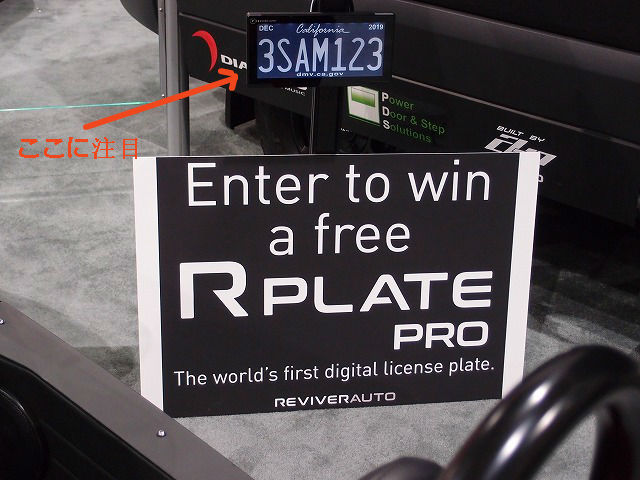 California
DEC 2019
3SAM123
dmv.ca.gov
ここに注目
Power
Door & Step
Solutions
P
D
S
BUILT BY
Enter to win
a free
RPLATE
PRO
The world's first digital license plate.
REVIVERAUTO